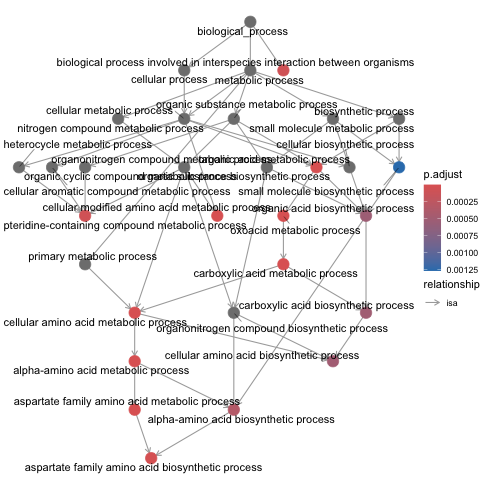 biological_process
biological process involved in interspecies interaction between organisms
cellular process
metabolic process
cellular metabolic process
organic substance metabolic process
biosynthetic process
nitrogen compound metabolic process
small molecule metabolic process
heterocycle metabolic process
cellular biosynthetic process
organonitrogen compound metabolic process
metabolic process
organic cyclic compound metabolic process
biosynthetic process
cellular aromatic compound metabolic process
small molecule biosynthetic process
cellular modified amino acid metabolic process
organic acid biosynthetic process
pteridine-containing compound metabolic process
oxoacid metabolic process
primary metabolic process
carboxylic acid metabolic process
carboxylic acid biosynthetic process
cellular amino acid metabolic process
organonitrogen compound biosynthetic process
cellular amino acid biosynthetic process
alpha-amino acid metabolic process
aspartate family amino acid metabolic process
alpha-amino acid biosynthetic process
aspartate family amino acid biosynthetic process
p.adjust
0.00025
0.00050
0.00075
0.00100
0.00125
relationship
isa